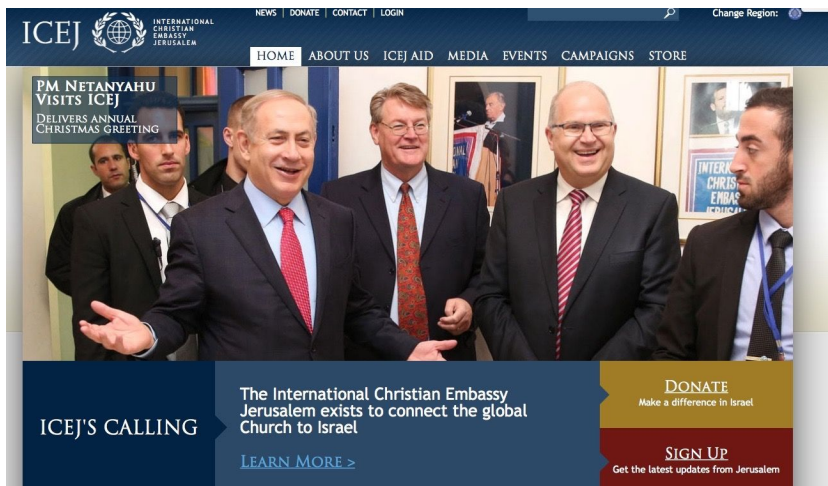 NEWS | DONATE | CONTACT | LOGIN
Change Region:
ICEJ
INTERNATIONAL
CHRISTIAN
EMBASSY
JERUSALEM
HOME ABOUT US ICEJ AID MEDIA EVENTS CAMPAIGNS STORE
PM NETANYAHU
VISITS ICEJ
DELIVERS ANNUAL
CHRISTMAS GREETING
ICEJ'S CALLING
The International Christian Embassy
Jerusalem exists to connect the global
Church to Israel
LEARN MORE >
DONATE
Make a difference in Israel
SIGN UP
Get the latest updates from Jerusalem